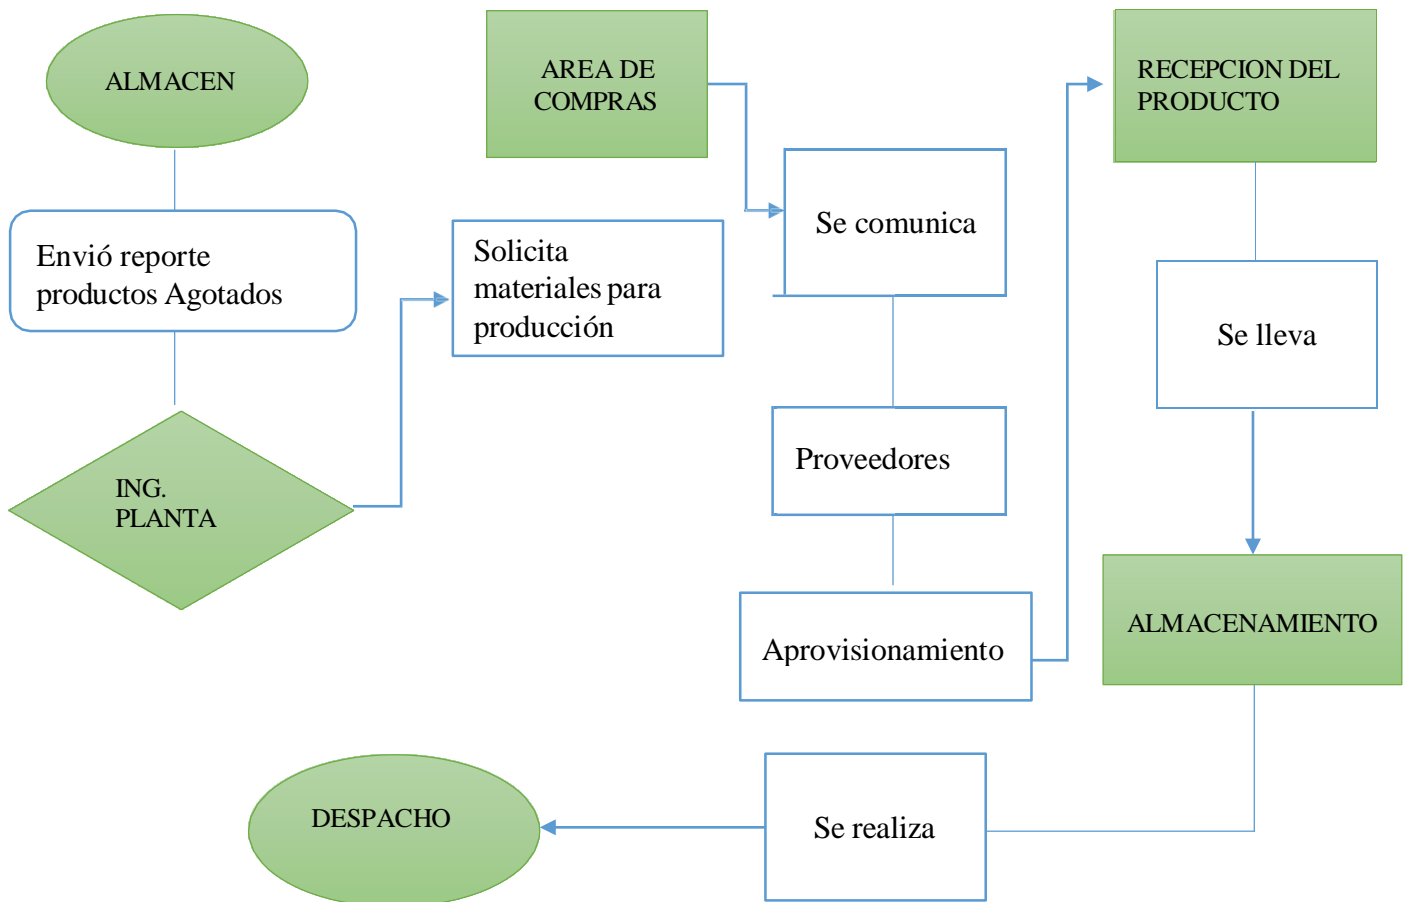 ALMACEN
Envió reporte
productos Agotados
ING.
PLANTA
Solicita
materiales para
producción
AREA DE
COMPRAS
Se comunica
Proveedores
Aprovisionamiento
RECEPCION DEL
PRODUCTO
Se lleva
ALMACENAMIENTO
Se realiza
DESPACHO